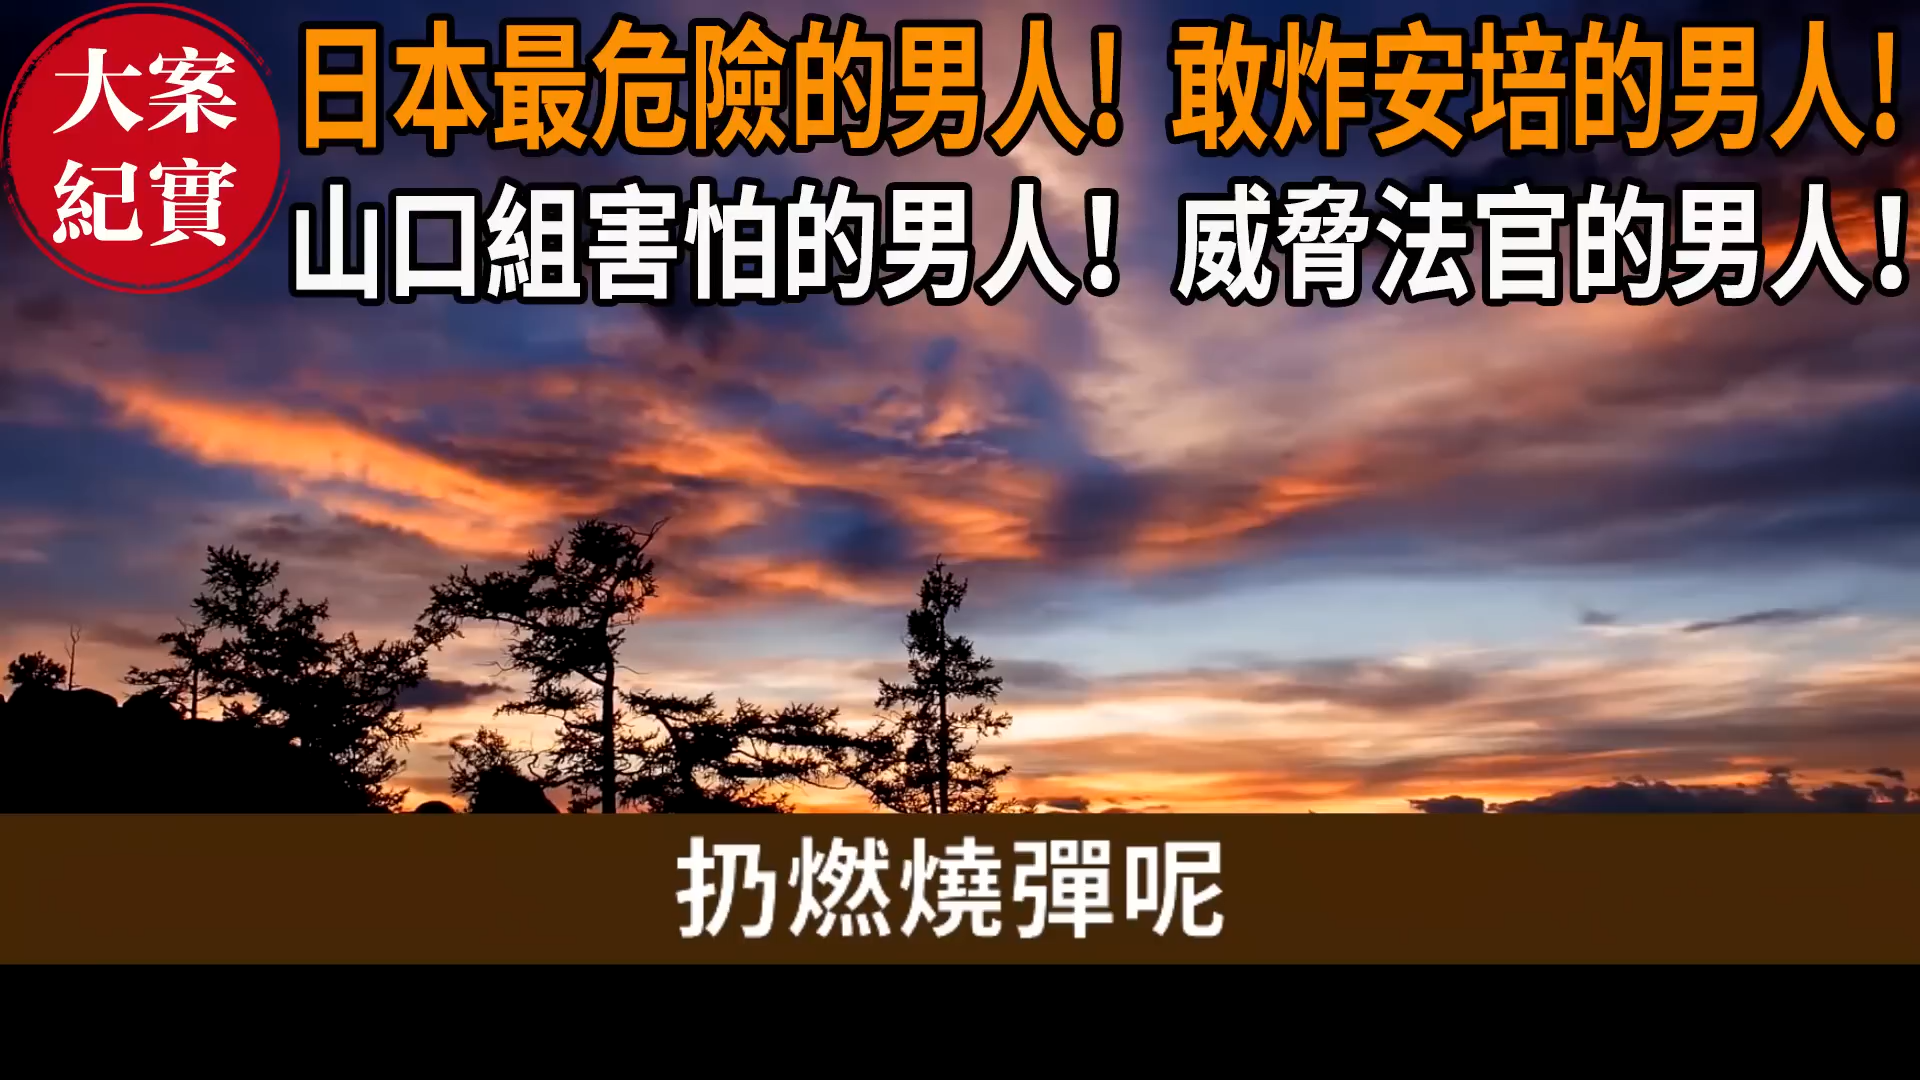 大案
紀實
日本最危險的男人! 敢炸安培的男人!
山口組害怕的男人! 威脅法官的男人!
扔燃燒彈呢